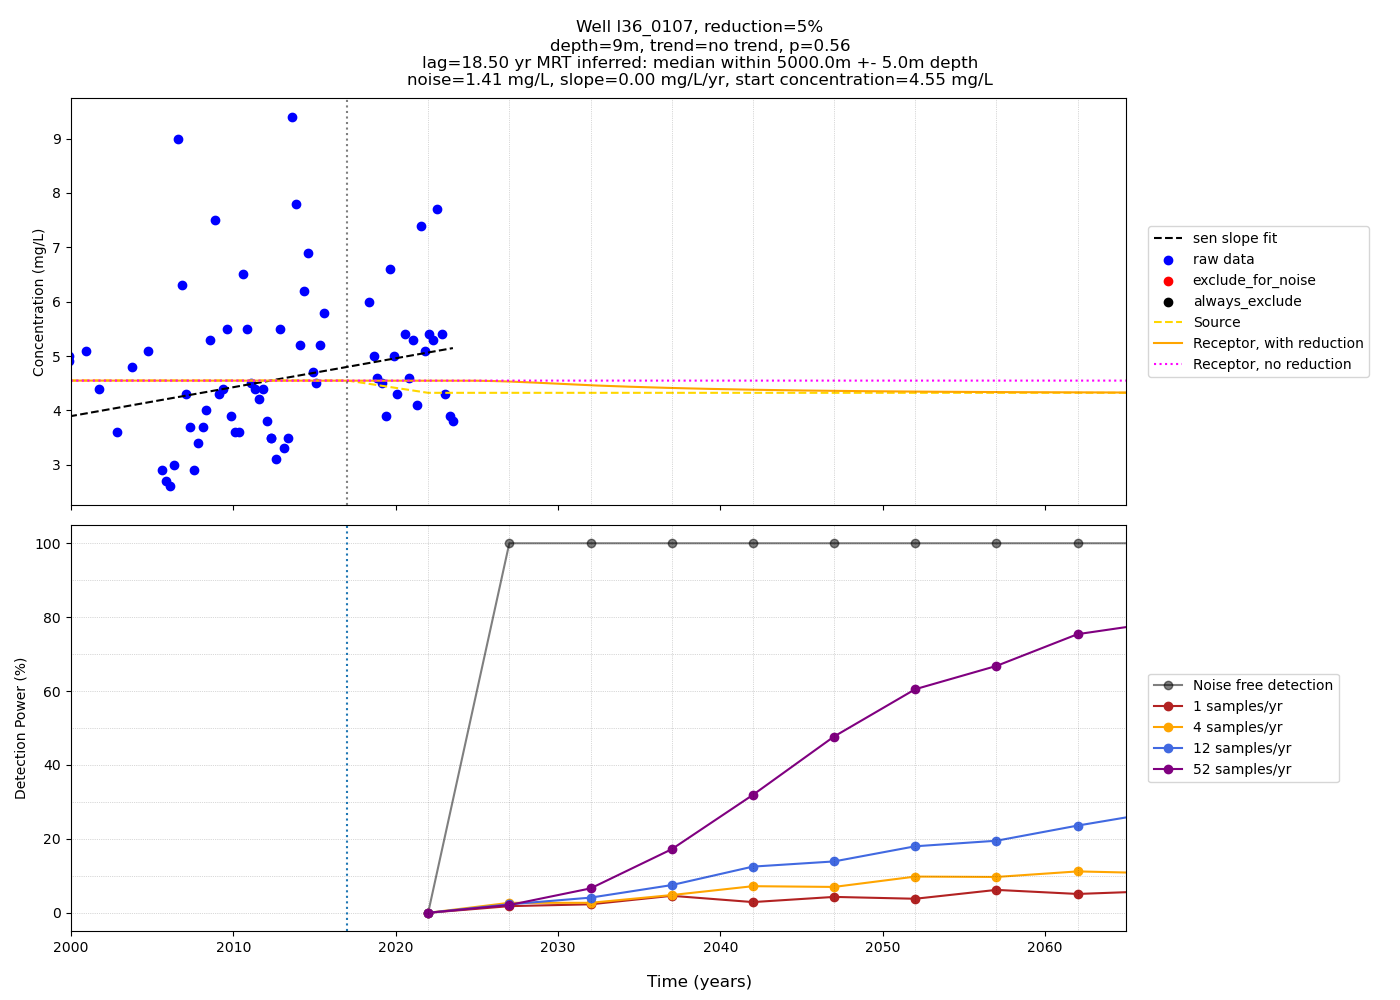 Well l36_0107, reduction=5%
depth=9m, trend=no trend, p=0.56
lag=18.50 yr MRT inferred: median within 5000.0m +- 5.0m depth
noise=1.41 mg/L, slope=0.00 mg/L/yr, start concentration=4.55 mg/L
Concentration (mg/L)
9
8
7
6
5
4
3
sen slope fit
raw data
exclude_for_noise
always_exclude
Source
Receptor, with reduction
Receptor, no reduction
Detection Power (%)
100
80
60
40
20
0
Noise free detection
1 samples/yr
4 samples/yr
12 samples/yr
52 samples/yr
2000 2010 2020 2030 2040 2050 2060
Time (years)